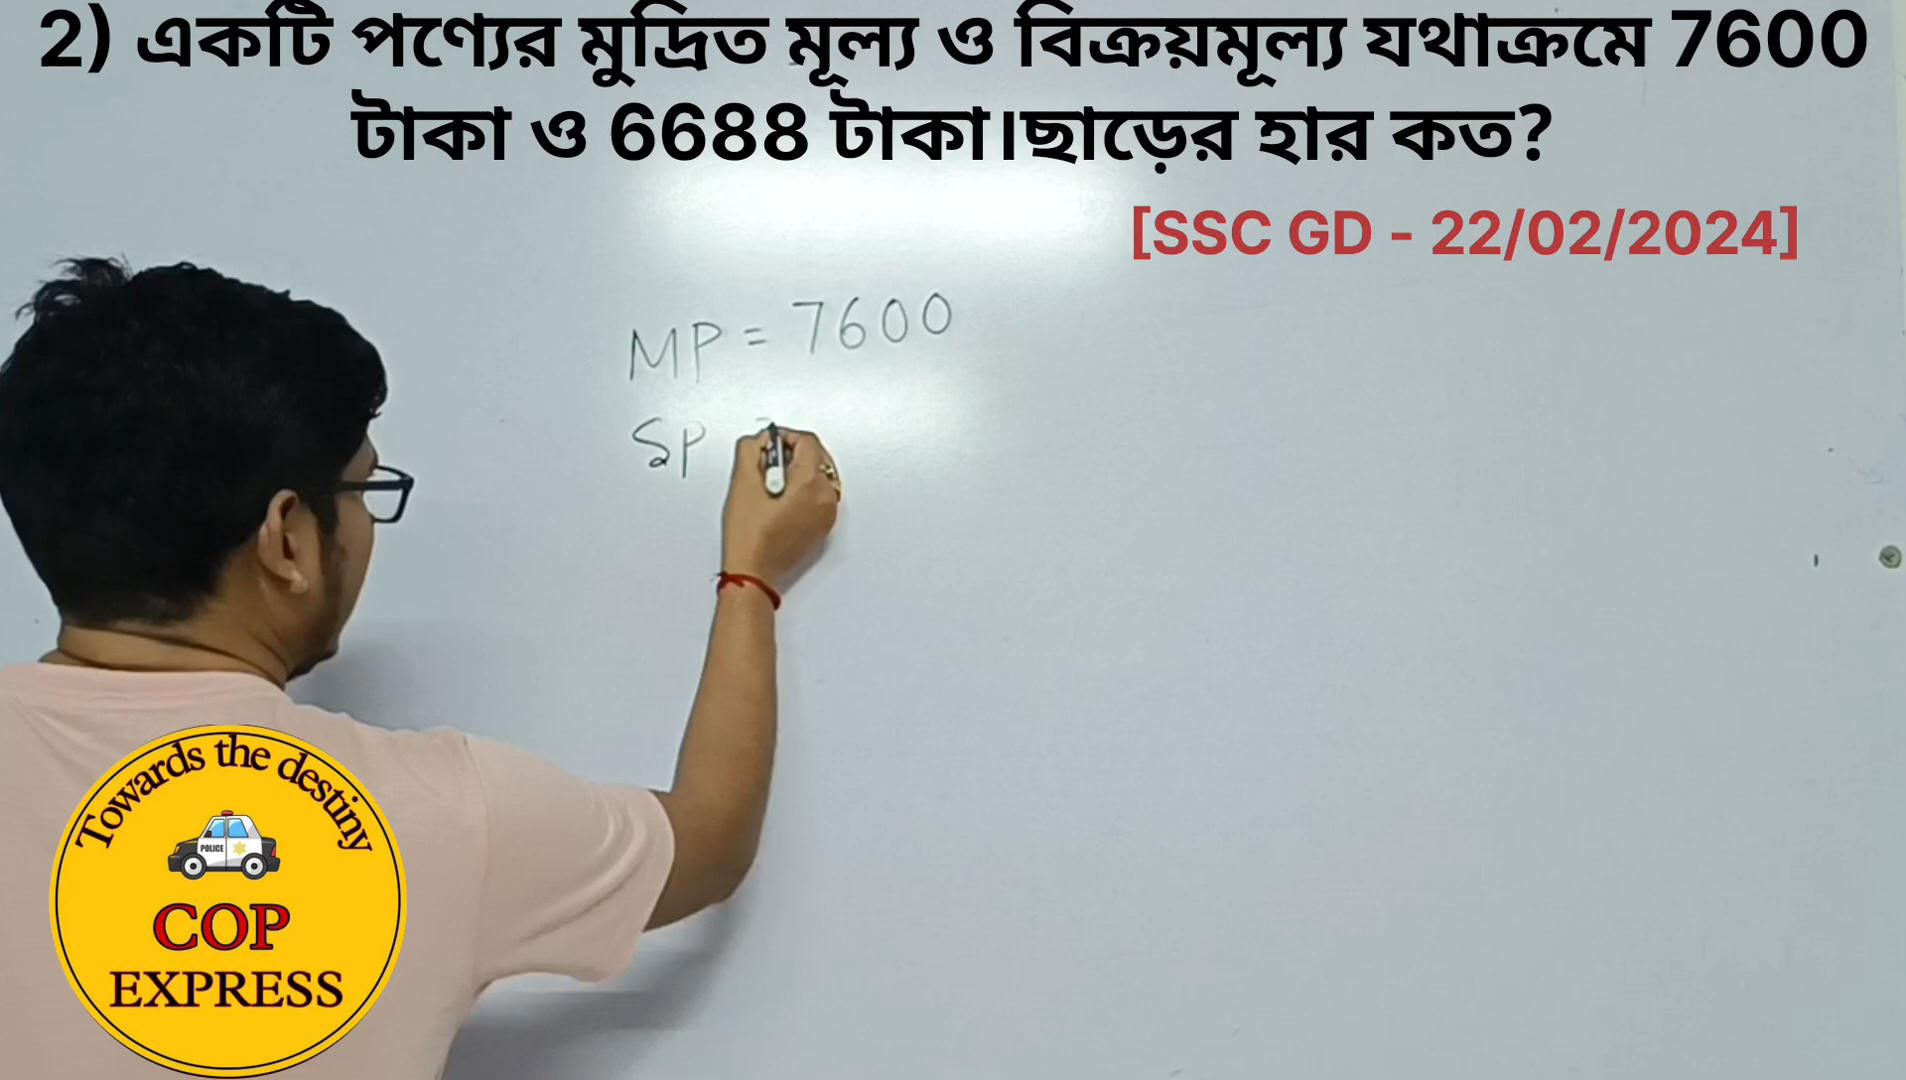 2) একটি পণ্যের মুদ্রিত মূল্য ও বিক্রয়মূল্য যথাক্রমে 7600
টাকা ও 6688 টাকা।ছাড়ের হার কত?
[SSC GD - 22/02/2024]
MP = 7600
SP
Towards the destiny
POLICE
COP
EXPRESS